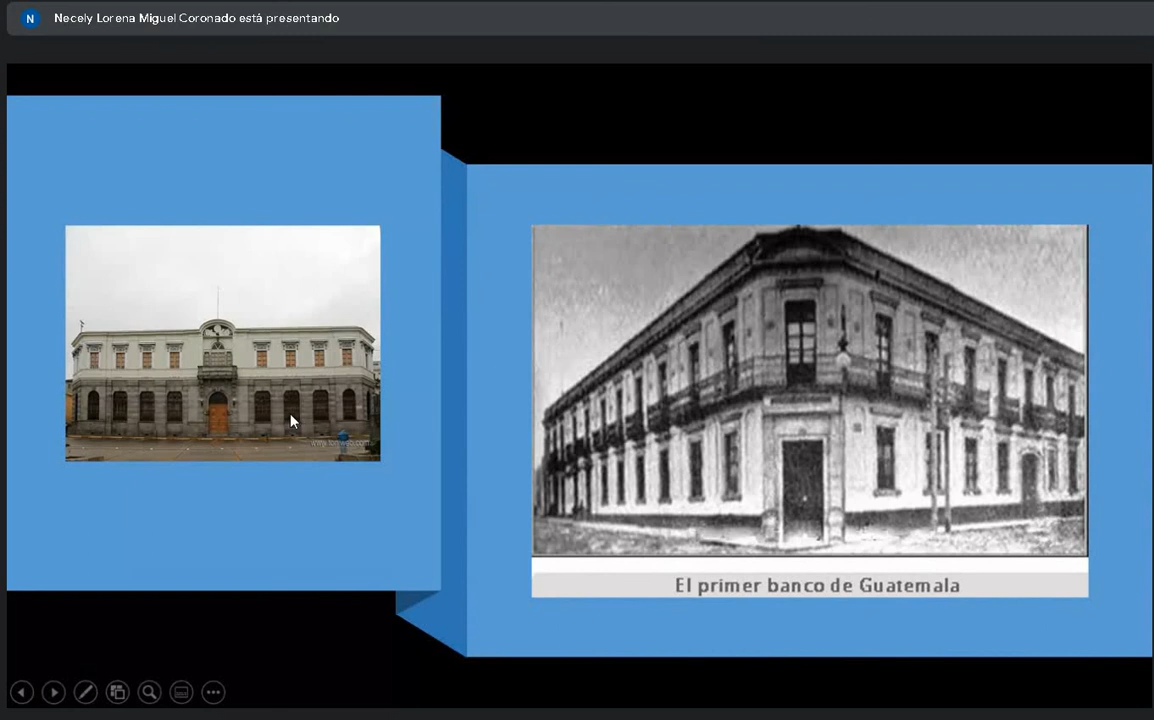 N
Necely Lorena Miguel Coronado está presentando
El primer banco de Guatemala